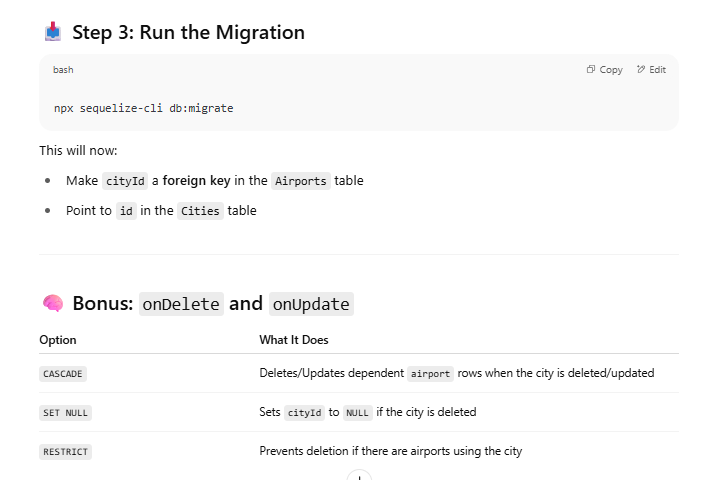 Step 3: Run the Migration
bash Copy Edit
npx sequelize-cli db:migrate
This will now:
• Make cityId a foreign key in the Airports table
• Point to id in the Cities table
Bonus: onDelete and onUpdate
Option What It Does
CASCADE Deletes/Updates dependent airport rows when the city is deleted/updated
SET NULL Sets cityId to NULL if the city is deleted
RESTRICT Prevents deletion if there are airports using the city